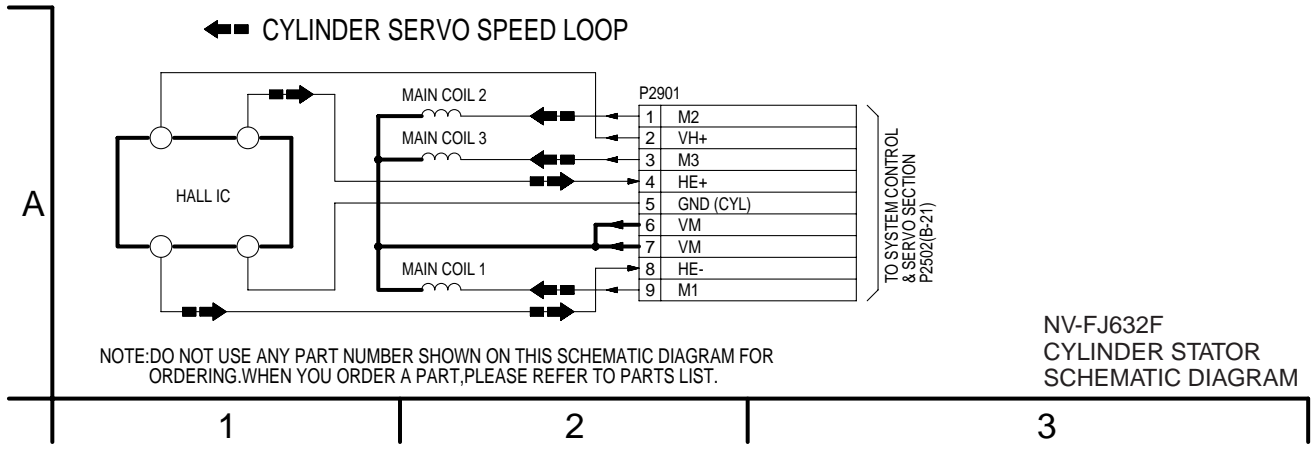 CYLINDER SERVO SPEED LOOP
P2901
MAIN COIL 2
1 M2
2 VH+
MAIN COIL 3
3 M3
4 HE+
HALL IC
5 GND (CYL)
6 VM
7 VM
MAIN COIL 1
8 HE-
9 M1
TO SYSTEM CONTROL
& SERVO SECTION
P2502(B-21)
A
NOTE:DO NOT USE ANY PART NUMBER SHOWN ON THIS SCHEMATIC DIAGRAM FOR
ORDERING.WHEN YOU ORDER A PART,PLEASE REFER TO PARTS LIST.
NV-FJ632F
CYLINDER STATOR
SCHEMATIC DIAGRAM
1 2 3